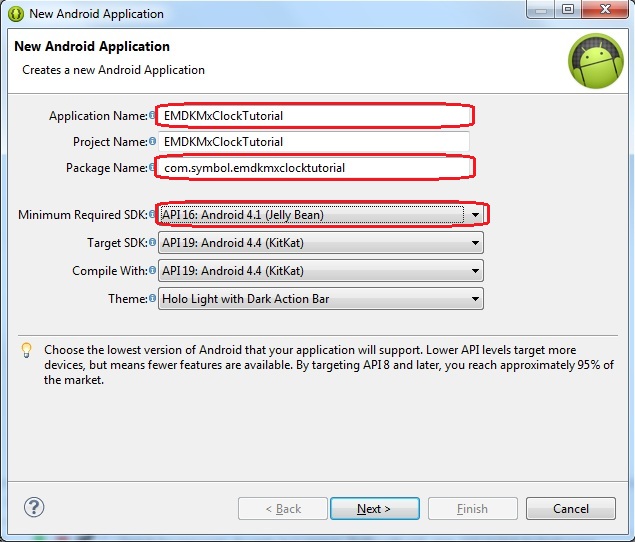 New Android Application
New Android Application
Creates a new Android Application
Application Name: EMDKMxClockTutorial
Project Name: EMDKMxClockTutorial
Package Name: com.symbol.emdkmxclocktutorial
Minimum Required SDK: API 16: Android 4.1 (Jelly Bean)
Target SDK: API 19: Android 4.4 (KitKat)
Compile With: API 19: Android 4.4 (KitKat)
Theme: Holo Light with Dark Action Bar
Choose the lowest version of Android that your application will support. Lower API levels target more
devices, but means fewer features are available. By targeting API 8 and later, you reach approximately 95% of
the market.
? < Back Next > Finish Cancel